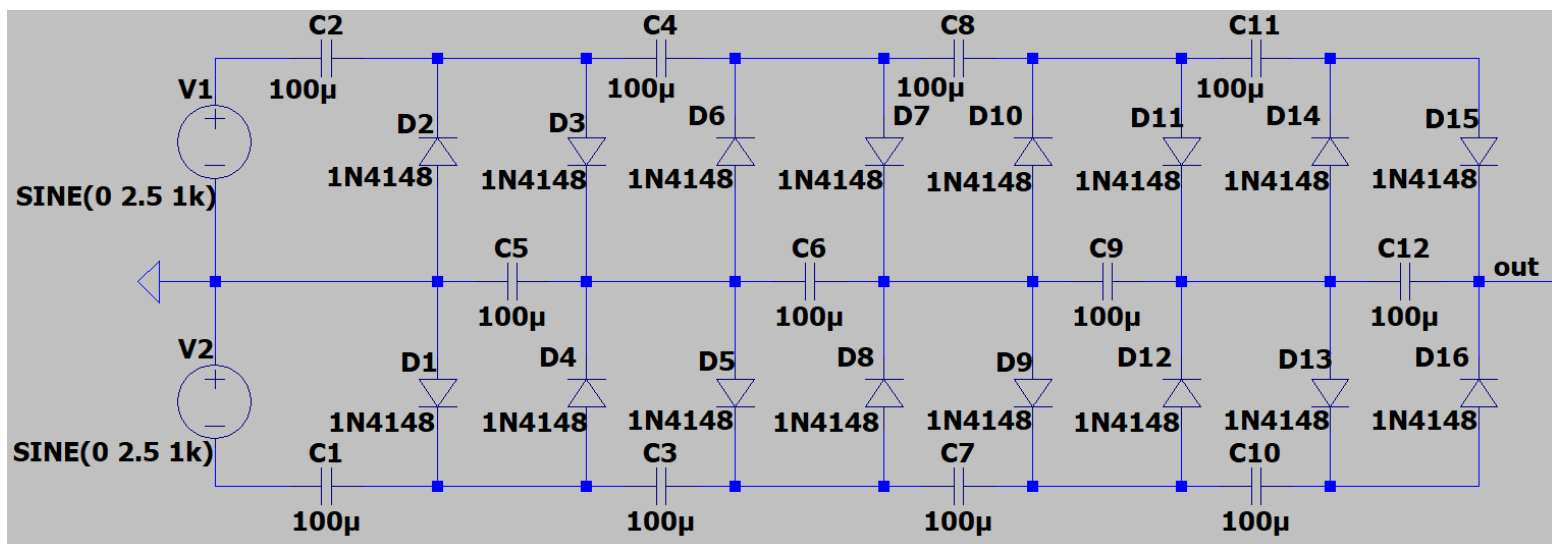 C2
C4
C8
C11
100µ
100µ
100µ
100µ
V1
D2
D3
D6
D7
D10
D11
D14
D15
1N4148
1N4148
1N4148
1N4148
1N4148
1N4148
1N4148
1N4148
SINE(0 2.5 1k)
C5
C6
C9
C12
out
100µ
100µ
100µ
100µ
V2
D1
D4
D5
D8
D9
D12
D13
D16
1N4148
1N4148
1N4148
1N4148
1N4148
1N4148
1N4148
1N4148
SINE(0 2.5 1k)
C1
C3
C7
C10
100µ
100µ
100µ
100µ